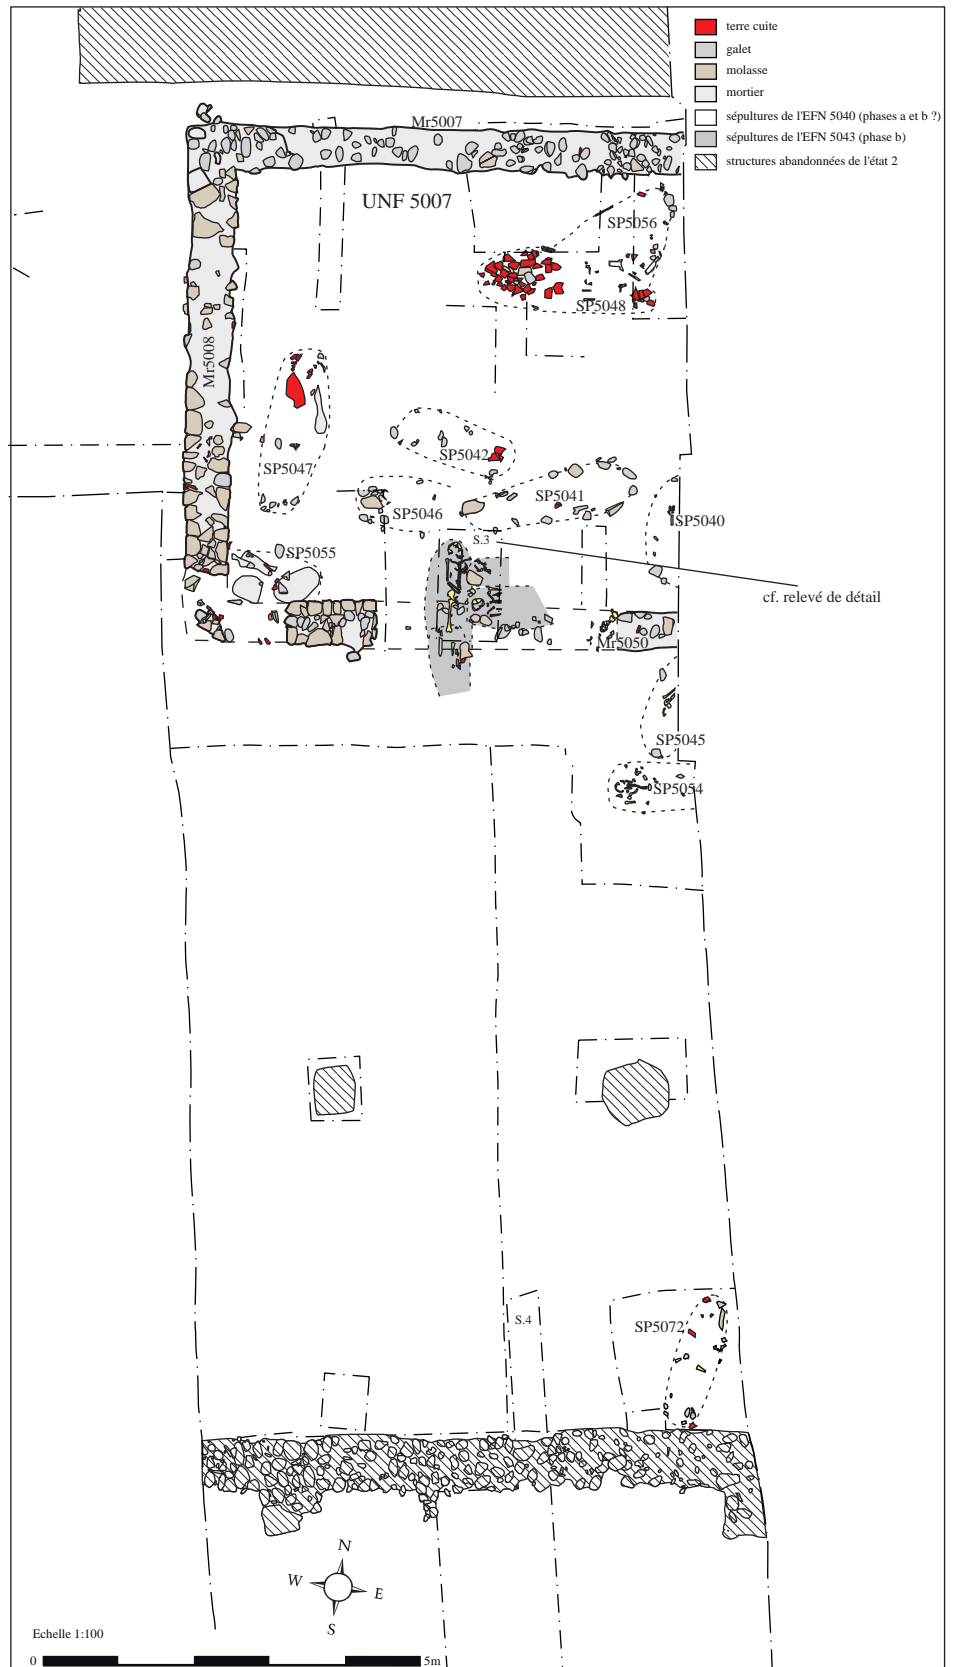 terre cuite
galet
molasse
mortier
sépultures de l'EFN 5040 (phases a et b ?)
sépultures de l'EFN 5043 (phase b)
structures abandonnées de l'état 2
Mr5007
UNF 5007
SP5056
SP5048
Mr5008
SP5047
SP5042
SP5046
SP5041
SP5040
S.3
SP5055
cf. relevé de détail
Mr5050
SP5045
SP5054
S.4
SP5072
N
W
E
S
Echelle 1:100
0
5m